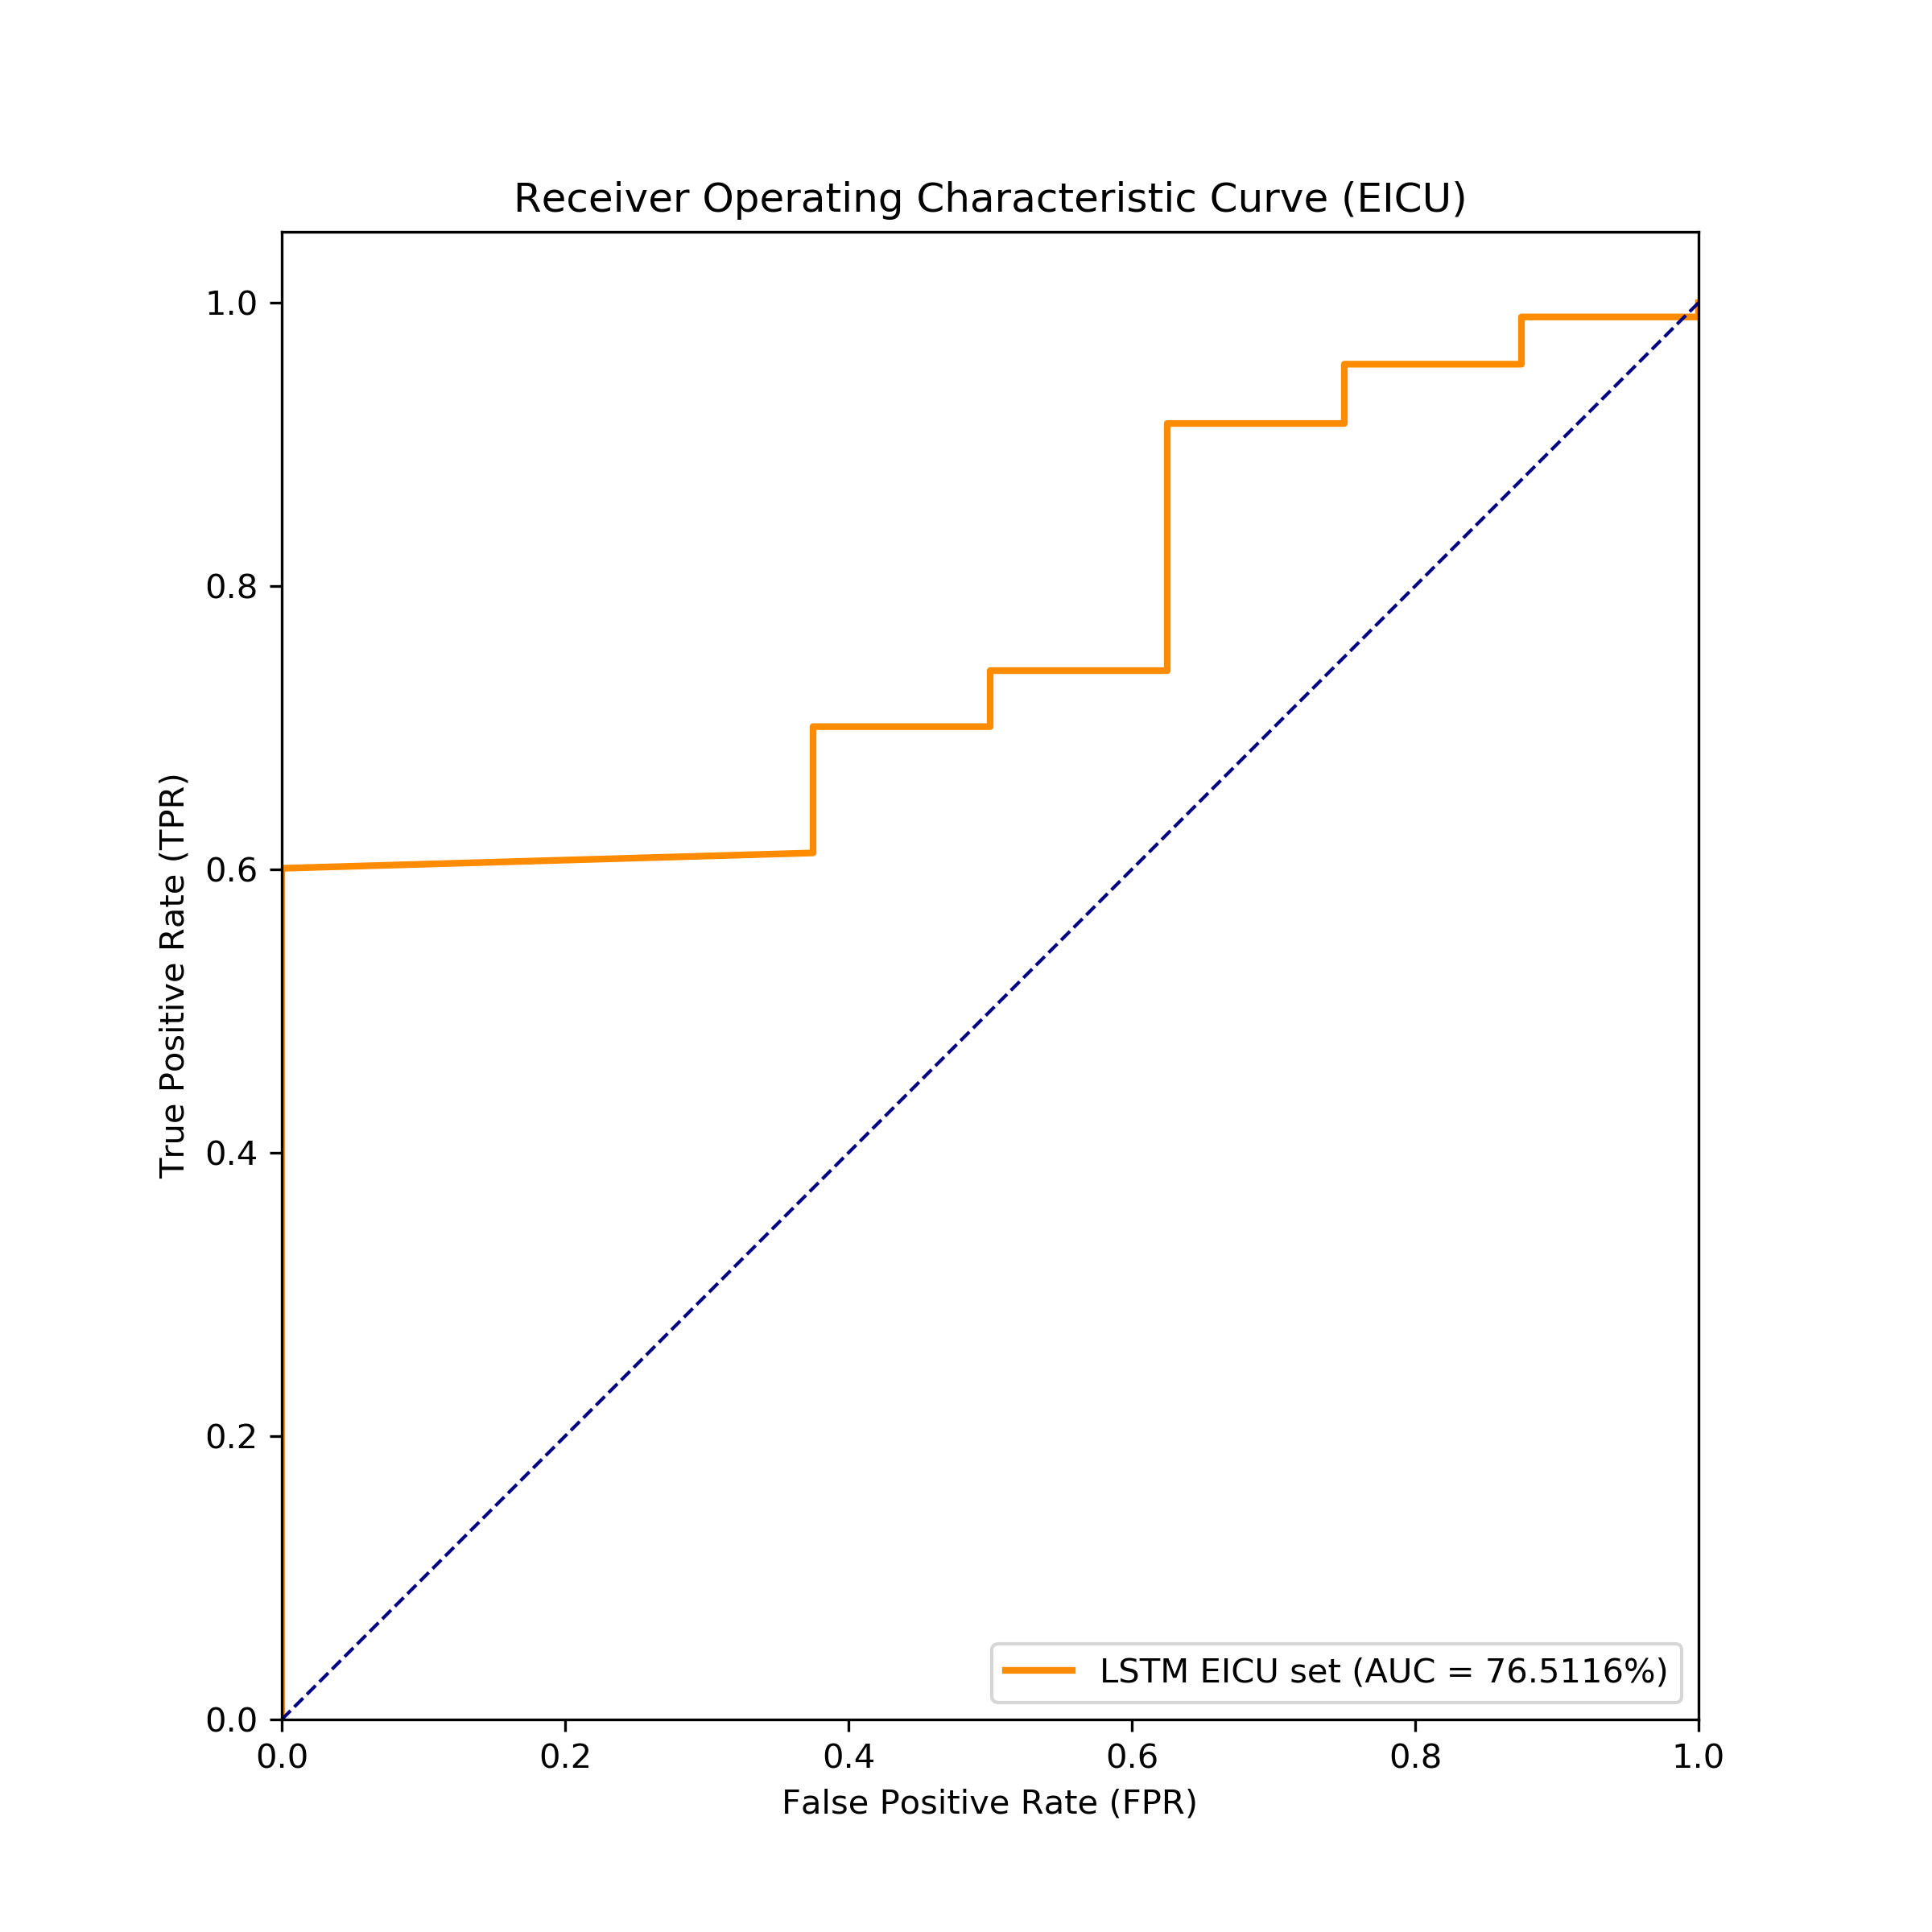 Receiver Operating Characteristic Curve (EICU)
1.0
0.8
0.6
0.4
0.2
0.0
True Positive Rate (TPR)
LSTM EICU set (AUC = 76.5116%)
0.0 0.2 0.4 0.6 0.8 1.0
False Positive Rate (FPR)